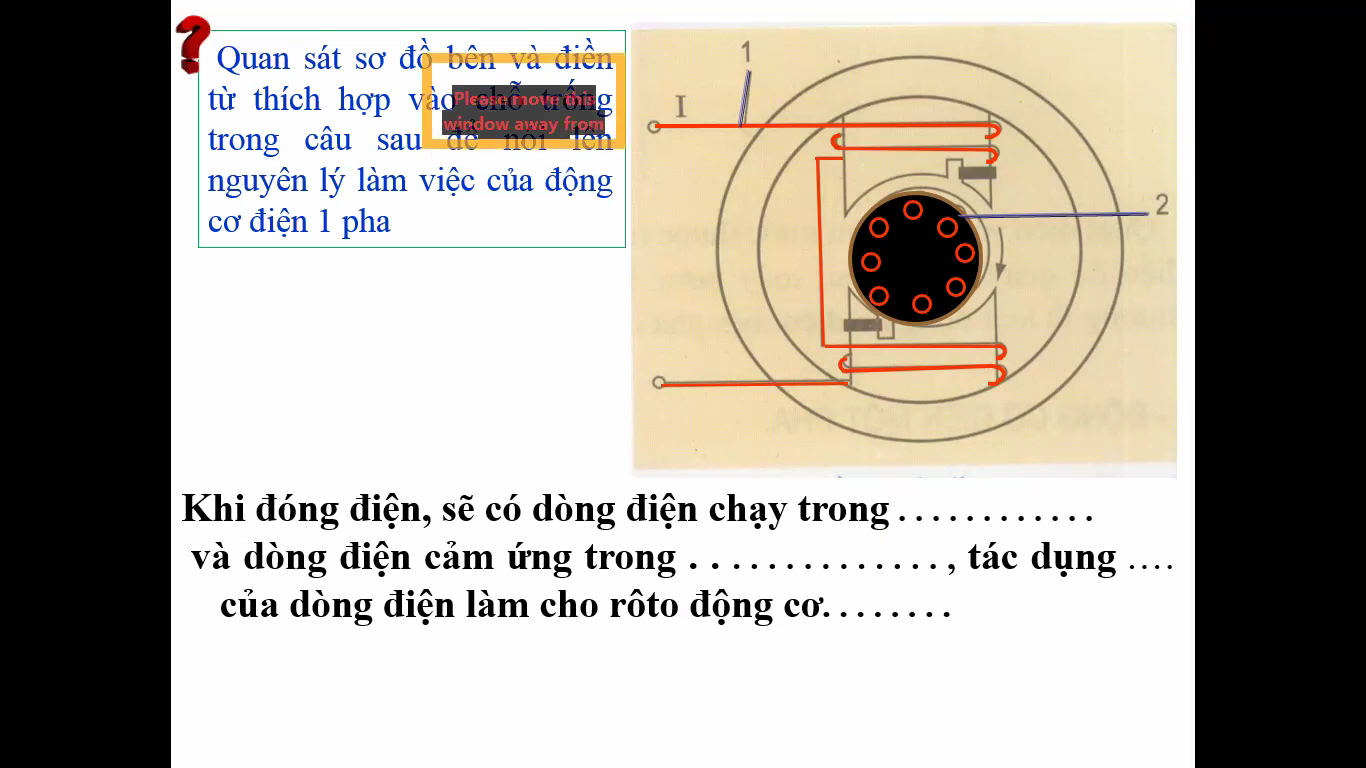 Quan sát sơ đồ bên và điền
từ thích hợp vào chỗ trống
Please move this
window away from
trong câu sau để nói lên
nguyên lý làm việc của động
cơ điện 1 pha
1
I
2
Khi đóng điện, sẽ có dòng điện chạy trong . . . . . . . . . . . .
và dòng điện cảm ứng trong . . . . . . . . . . . . . . , tác dụng ....
của dòng điện làm cho rôto động cơ. . . . . . . .